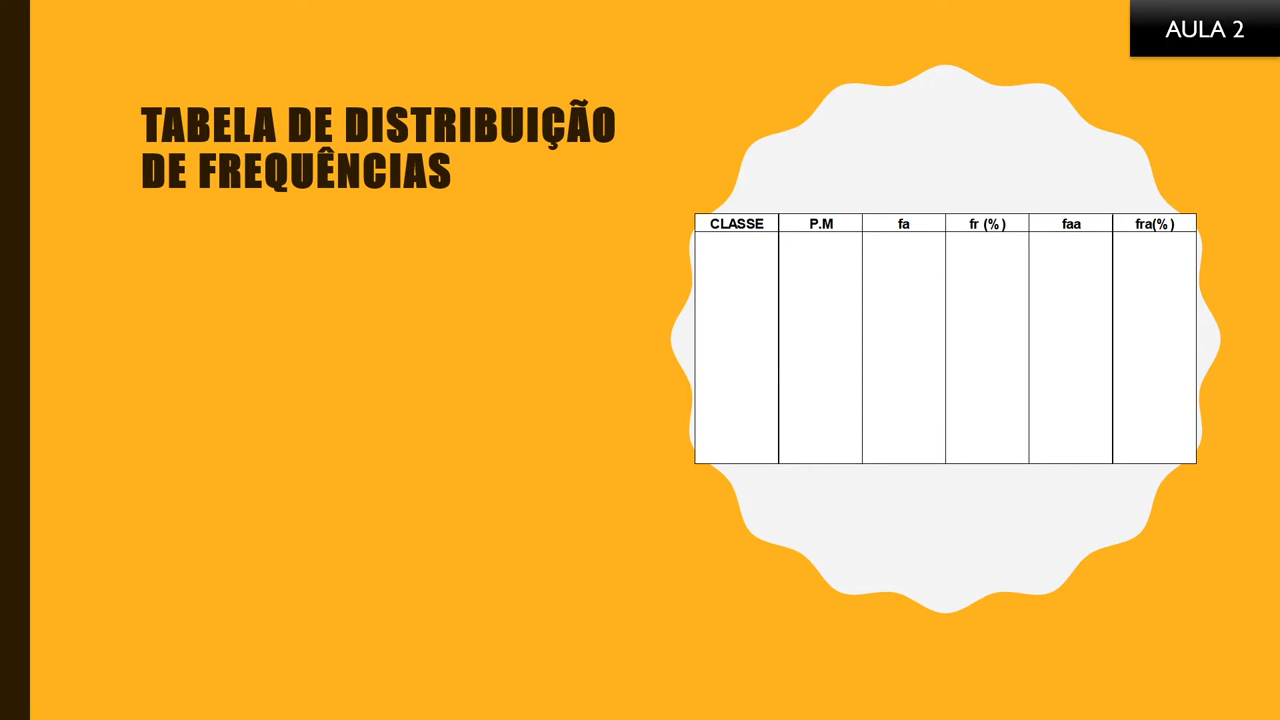 AULA 2
TABELA DE DISTRIBUIÇÃO
DE FREQUÊNCIAS
CLASSE P.M fa fr (%) faa fra(%)